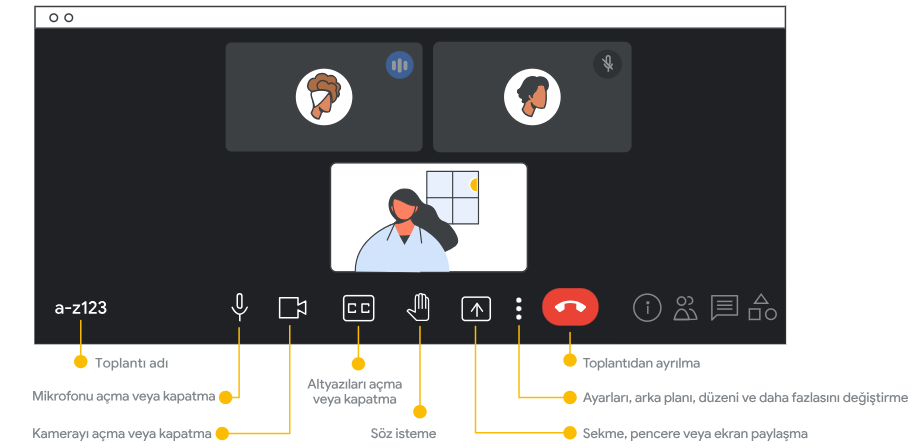 a-z123
Toplantı adı
Toplantıdan ayrılma
Mikrofonu açma veya kapatma
Altyazıları açma
veya kapatma
Ayarları, arka planı, düzeni ve daha fazlasını değiştirme
Kamerayı açma veya kapatma
Söz isteme
Sekme, pencere veya ekran paylaşma